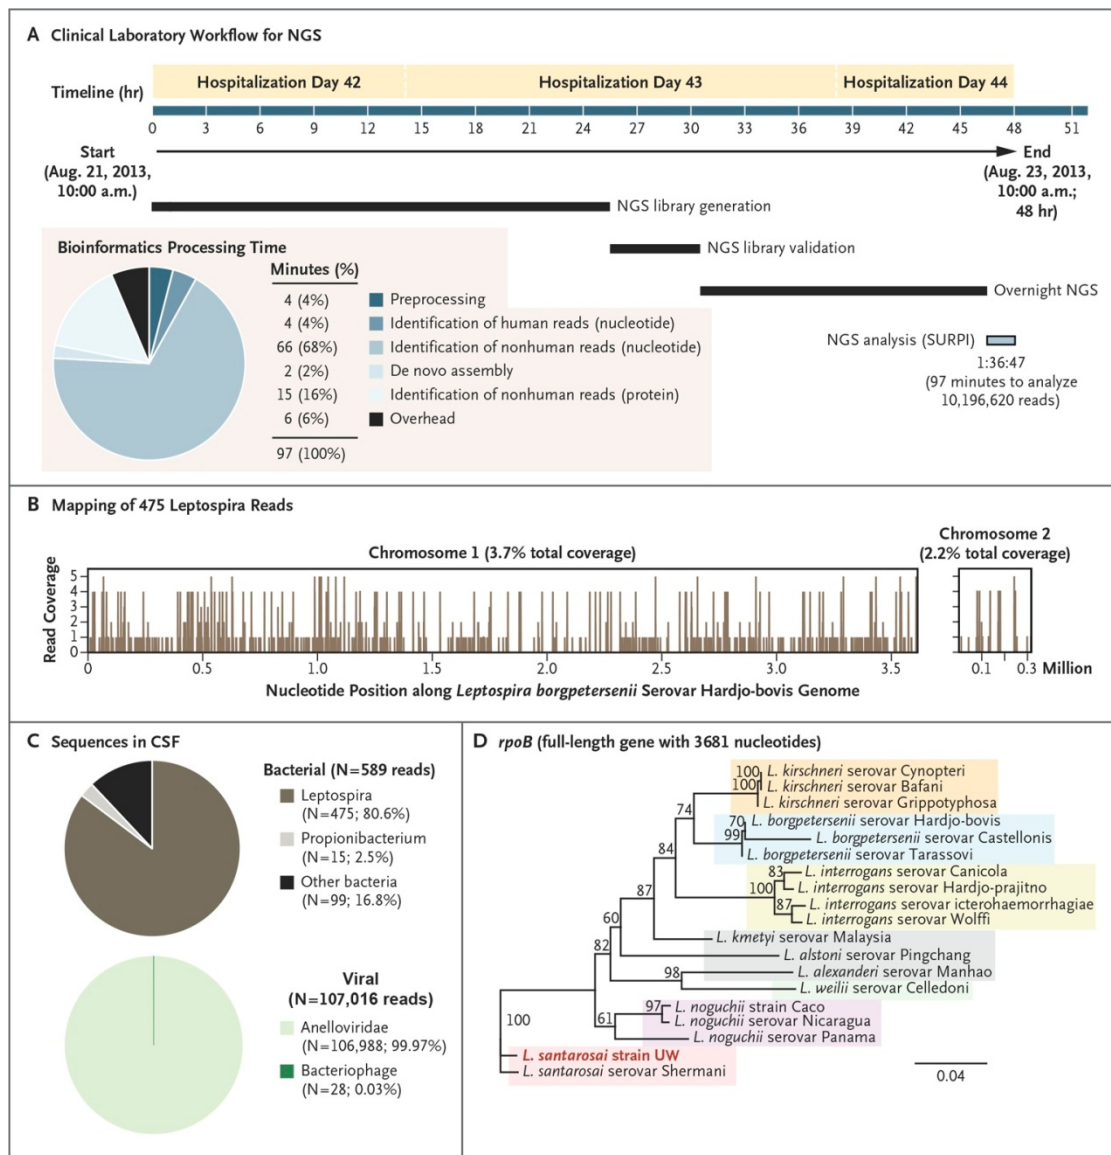 A Clinical Laboratory Workflow for NGS
Hospitalization Day 42
Hospitalization Day 43
Hospitalization Day 44
Timeline (hr)
0 3 6 9 12 15 18 21 24 27 30 33 36 39 42 45 48 51
Start
(Aug. 21, 2013,
10:00 a.m.)
End
(Aug. 23, 2013,
10:00 a.m.;
48 hr)
NGS library generation
NGS library validation
Overnight NGS
NGS analysis (SURPI)
1:36:47
(97 minutes to analyze
10,196,620 reads)
Bioinformatics Processing Time
Minutes (%)
4 (4%) Preprocessing
4 (4%) Identification of human reads (nucleotide)
66 (68%) Identification of nonhuman reads (nucleotide)
2 (2%) De novo assembly
15 (16%) Identification of nonhuman reads (protein)
6 (6%) Overhead
97 (100%)
B Mapping of 475 Leptospira Reads
Chromosome 1 (3.7% total coverage)
Chromosome 2
(2.2% total coverage)
Read Coverage
5
4
3
2
1
0
0 0.5 1.0 1.5 2.0 2.5 3.0 3.5
0.1 0.3 Million
Nucleotide Position along Leptospira borgpetersenii Serovar Hardjo-bovis Genome
C Sequences in CSF
Bacterial (N=589 reads)
Leptospira
(N=475; 80.6%)
Propionibacterium
(N=15; 2.5%)
Other bacteria
(N=99; 16.8%)
Viral
(N=107,016 reads)
Anelloviridae
(N=106,988; 99.97%)
Bacteriophage
(N=28; 0.03%)
D rpoB (full-length gene with 3681 nucleotides)
100 L. kirschneri serovar Cynopteri
100 L. kirschneri serovar Bafani
L. kirschneri serovar Grippotyphosa
74
70 L. borgpetersenii serovar Hardjo-bovis
99 L. borgpetersenii serovar Castellonis
L. borgpetersenii serovar Tarassovi
84
83 L. interrogans serovar Canicola
100 L. interrogans serovar Hardjo-prajitno
87 L. interrogans serovar icterohaemorrhagiae
L. interrogans serovar Wolffi
87
L. kmetyi serovar Malaysia
60
L. alstoni serovar Pingchang
82
98 L. alexanderi serovar Manhao
L. weilii serovar Celledoni
97 L. noguchii strain Caco
L. noguchii serovar Nicaragua
61
L. noguchii serovar Panama
100
L. santarosai strain UW
L. santarosai serovar Shermani
0.04